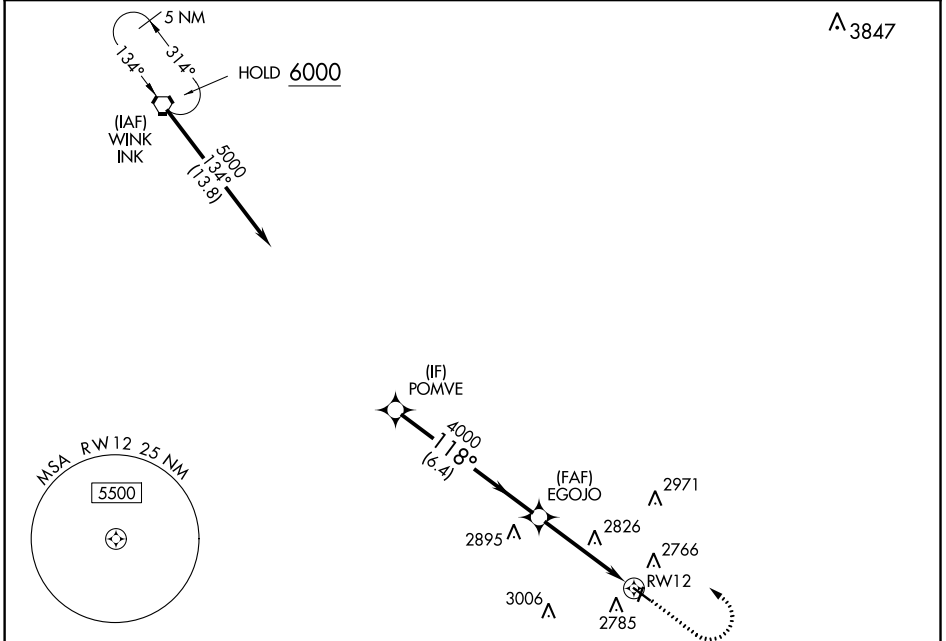 5 NM
134°
314°
HOLD 6000
(IAF)
WINK
INK
5000
134°
(13.8)
3847
(IF)
POMVE
4000
118°
(6.4)
(FAF)
EGOJO
2971
2895
2826
2766
RW12
3006
2785
MSA RW12 25 NM
5500